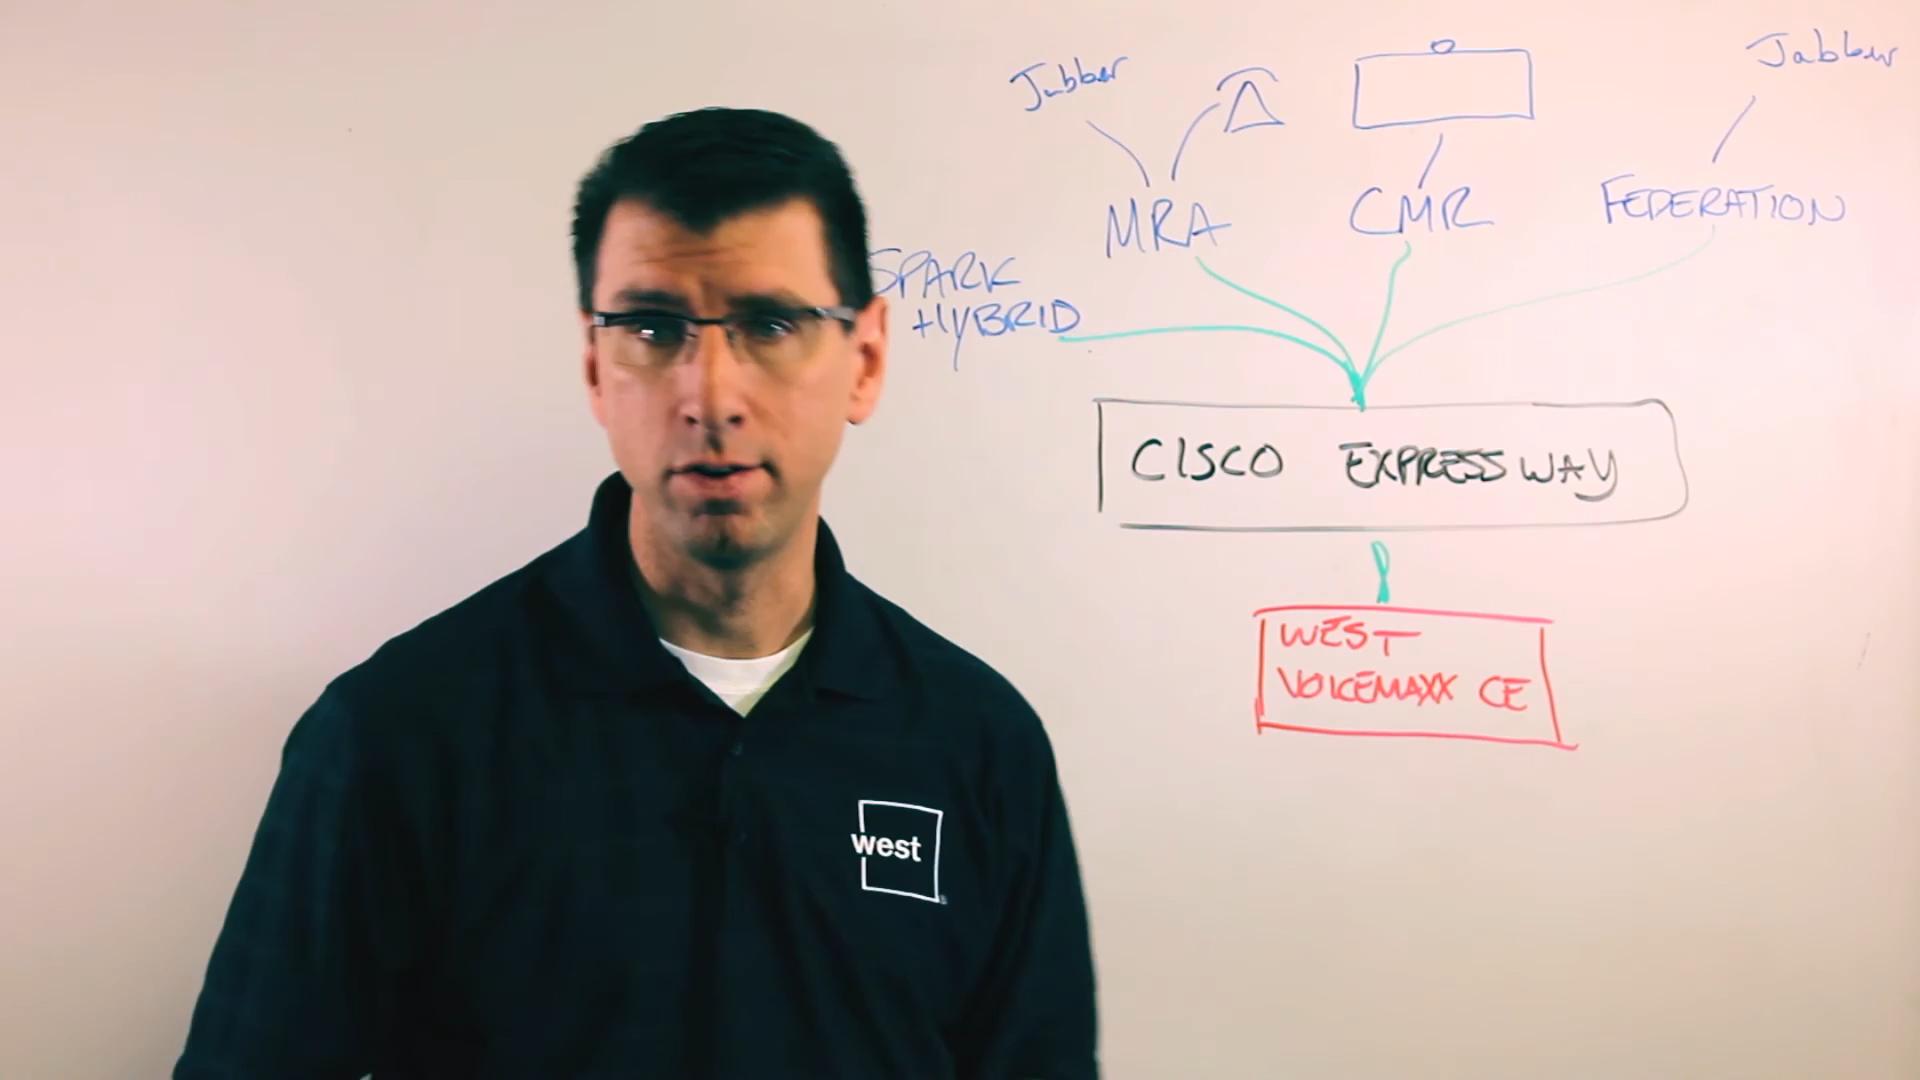 Jabber
Jabber
MRA
CMR
FEDERATION
SPARK
HYBRID
CISCO EXPRESSWAY
WEST
VOICEMAXX CE
west